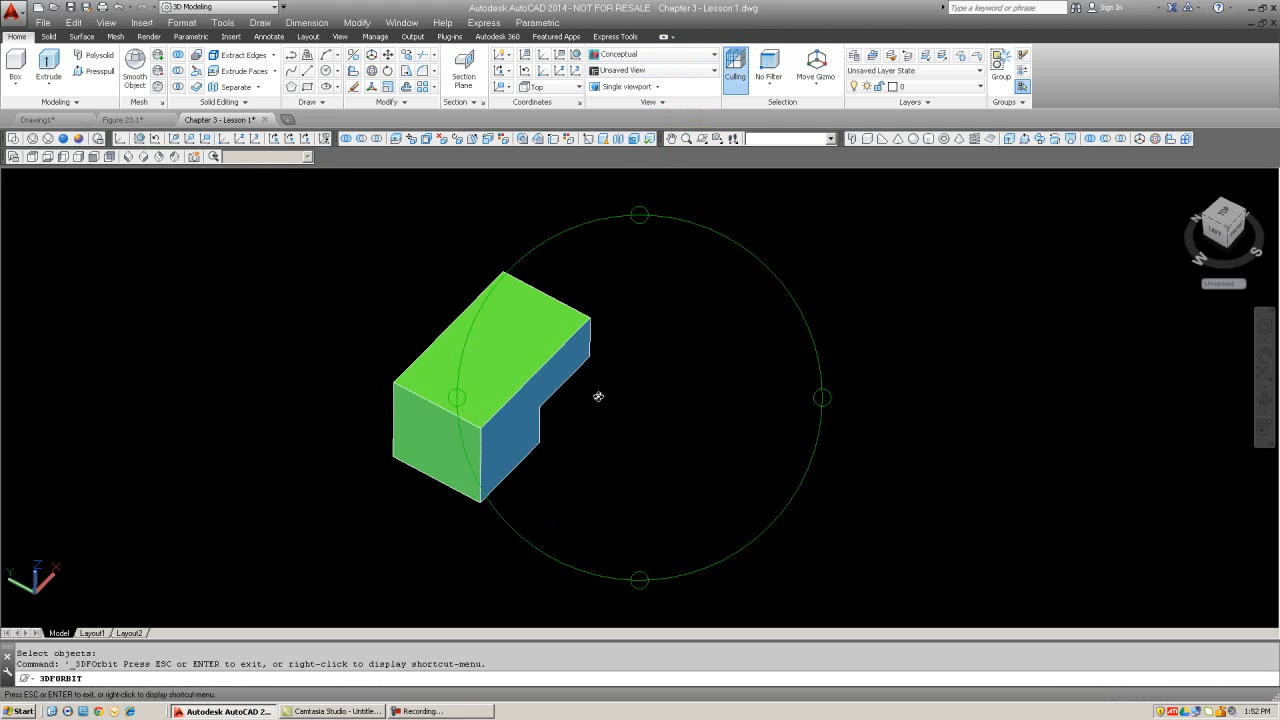 3D Modeling
Autodesk AutoCAD 2014 - NOT FOR RESALE Chapter 3 - Lesson 1.dwg
Type a keyword or phrase
Sign In
File Edit View Insert Format Tools Draw Dimension Modify Window Help Express Parametric
Home Solid Surface Mesh Render Parametric Insert Annotate Layout View Manage Output Plug-ins Autodesk 360 Featured Apps Express Tools
Box
Extrude
Polysolid
Presspull
Smooth Object
Extract Edges
Extrude Faces
Separate
Section Plane
Top
Conceptual
Unsaved View
Single viewport
Culling
No Filter
Move Gizmo
Unsaved Layer State
0
Group
Modeling Mesh Solid Editing Draw Modify Section Coordinates View Selection Layers Groups
Drawing1* Figure 23.1* Chapter 3 - Lesson 1*
TOP
LEFT
N
W
S
Unnamed
Y Z X
Model Layout1 Layout2
Select objects:
Command: '_3DFOrbit Press ESC or ENTER to exit, or right-click to display shortcut-menu.
3DFORBIT
Press ESC or ENTER to exit, or right-click to display shortcut-menu.
Start
Autodesk AutoCAD 2...
Camtasia Studio - Untitle...
Recording...
1:52 PM